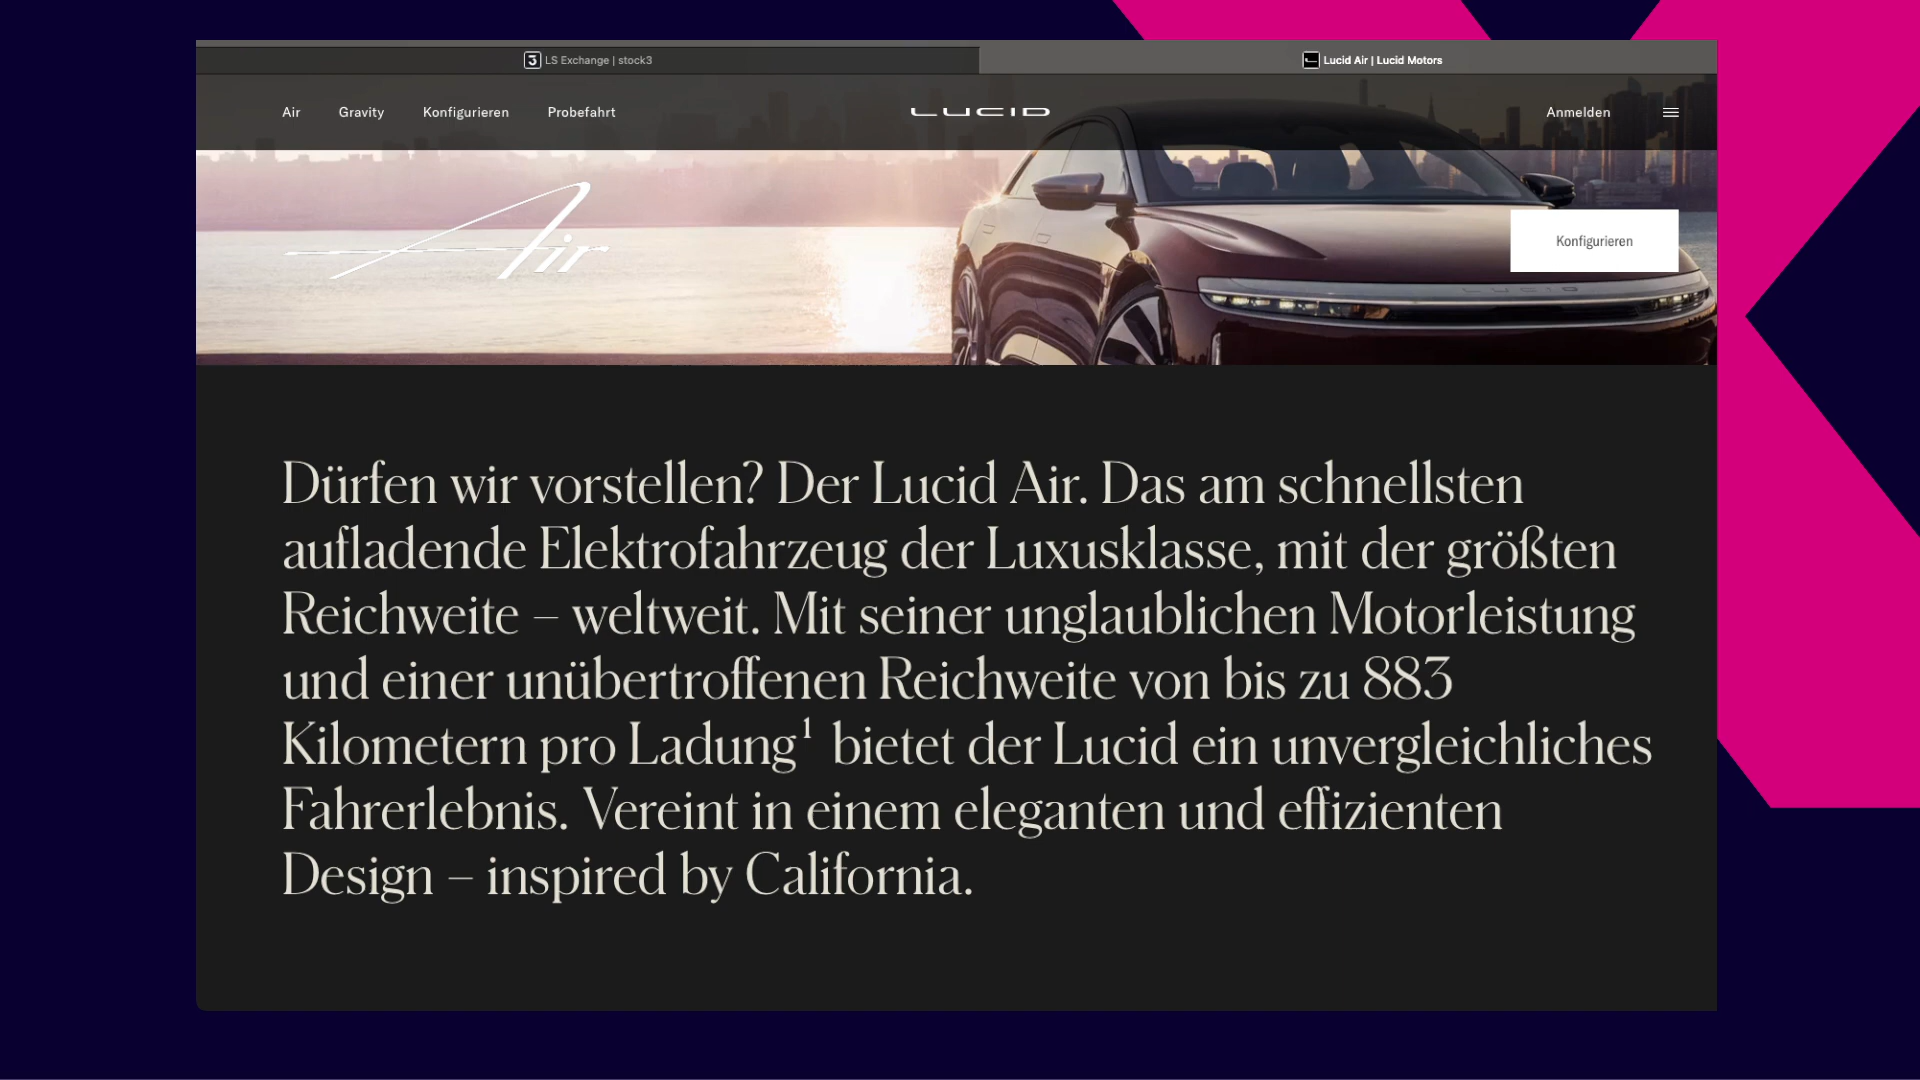 3 LS Exchange | stock3
Lucid Air | Lucid Motors
Air Gravity Konfigurieren Probefahrt
LUCID
Anmelden
Air
Konfigurieren
LUCID
Dürfen wir vorstellen? Der Lucid Air. Das am schnellsten
aufladende Elektrofahrzeug der Luxusklasse, mit der größten
Reichweite – weltweit. Mit seiner unglaublichen Motorleistung
und einer unübertroffenen Reichweite von bis zu 883
Kilometern pro Ladung¹ bietet der Lucid ein unvergleichliches
Fahrerlebnis. Vereint in einem eleganten und effizienten
Design – inspired by California.